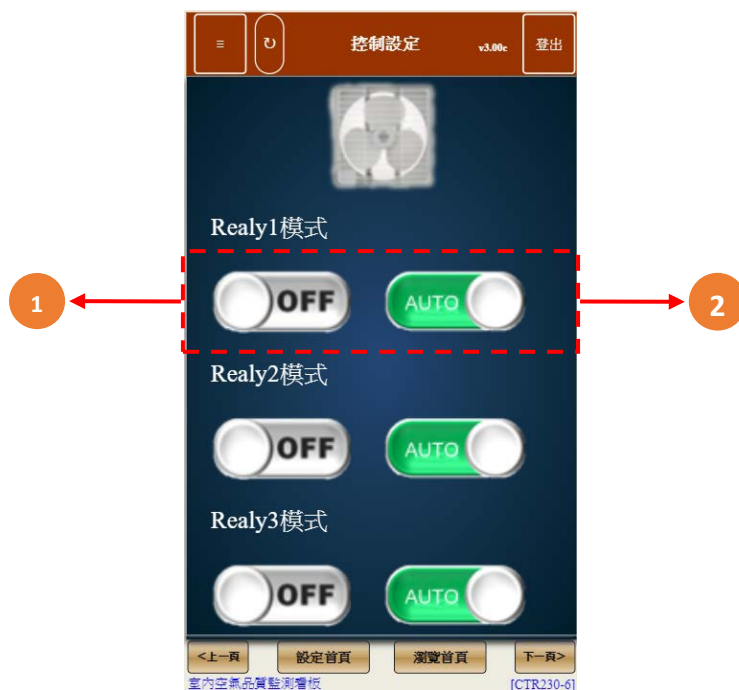 ≡ ↻ 控制設定 v3.00c 登出
Realy1模式
1 OFF AUTO 2
Realy2模式
OFF AUTO
Realy3模式
OFF AUTO
<上一頁 設定首頁 瀏覽首頁 下一頁>
室內空氣品質監測看板 [CTR230-6]